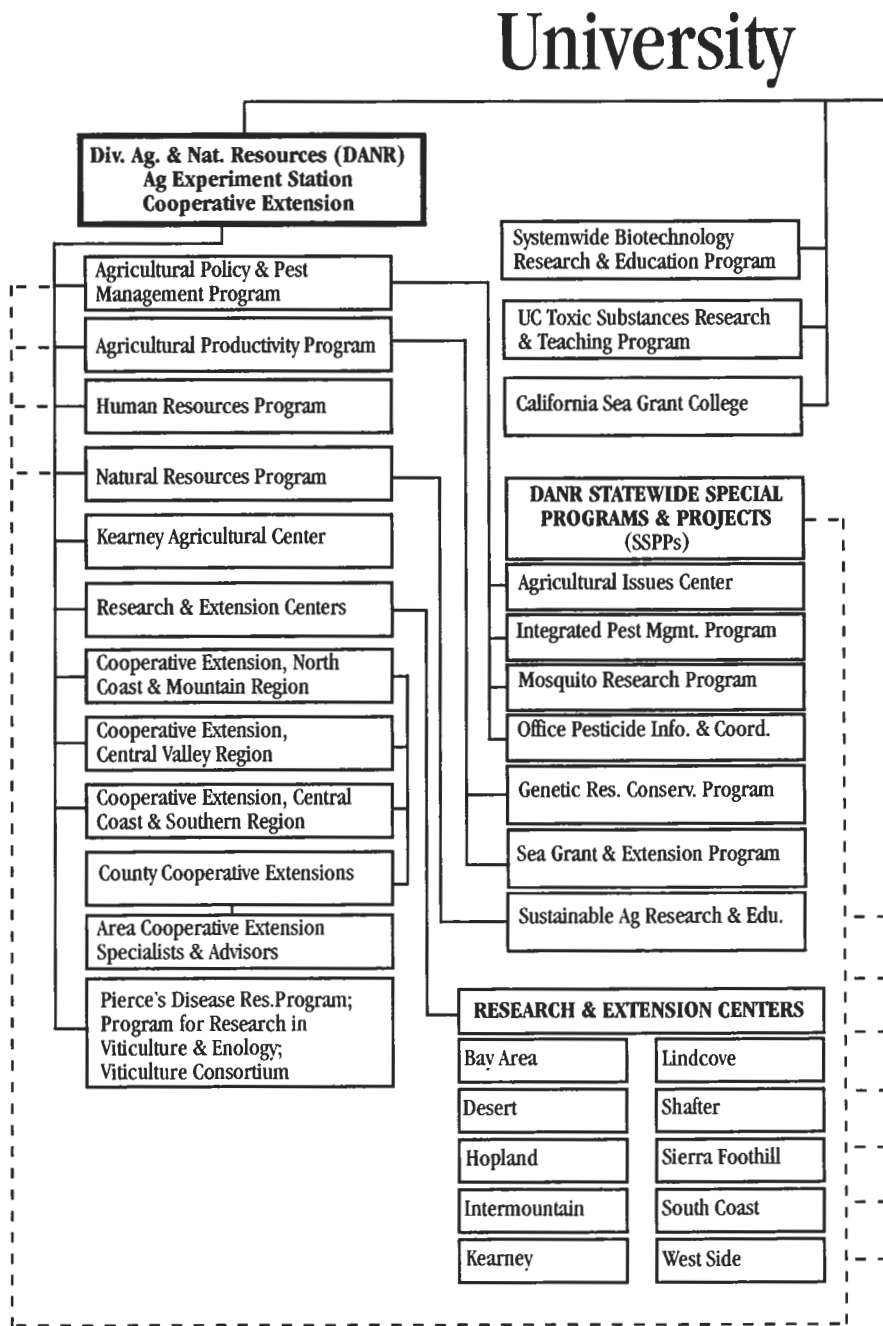 University
Div. Ag. & Nat. Resources (DANR)
Ag Experiment Station
Cooperative Extension
Agricultural Policy & Pest
Management Program
Agricultural Productivity Program
Human Resources Program
Natural Resources Program
Kearney Agricultural Center
Research & Extension Centers
Cooperative Extension, North
Coast & Mountain Region
Cooperative Extension,
Central Valley Region
Cooperative Extension, Central
Coast & Southern Region
County Cooperative Extensions
Area Cooperative Extension
Specialists & Advisors
Pierce's Disease Res.Program;
Program for Research in
Viticulture & Enology;
Viticulture Consortium
Systemwide Biotechnology
Research & Education Program
UC Toxic Substances Research
& Teaching Program
California Sea Grant College
DANR STATEWIDE SPECIAL
PROGRAMS & PROJECTS
(SSPPs)
Agricultural Issues Center
Integrated Pest Mgmt. Program
Mosquito Research Program
Office Pesticide Info. & Coord.
Genetic Res. Conserv. Program
Sea Grant & Extension Program
Sustainable Ag Research & Edu.
RESEARCH & EXTENSION CENTERS
Bay Area
Desert
Hopland
Intermountain
Kearney
Lindcove
Shafter
Sierra Foothill
South Coast
West Side